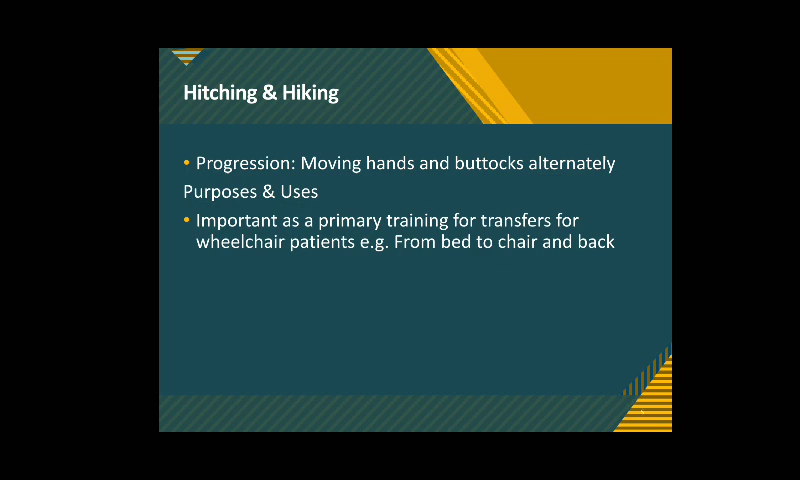 Hitching & Hiking
• Progression: Moving hands and buttocks alternately
Purposes & Uses
• Important as a primary training for transfers for
wheelchair patients e.g. From bed to chair and back